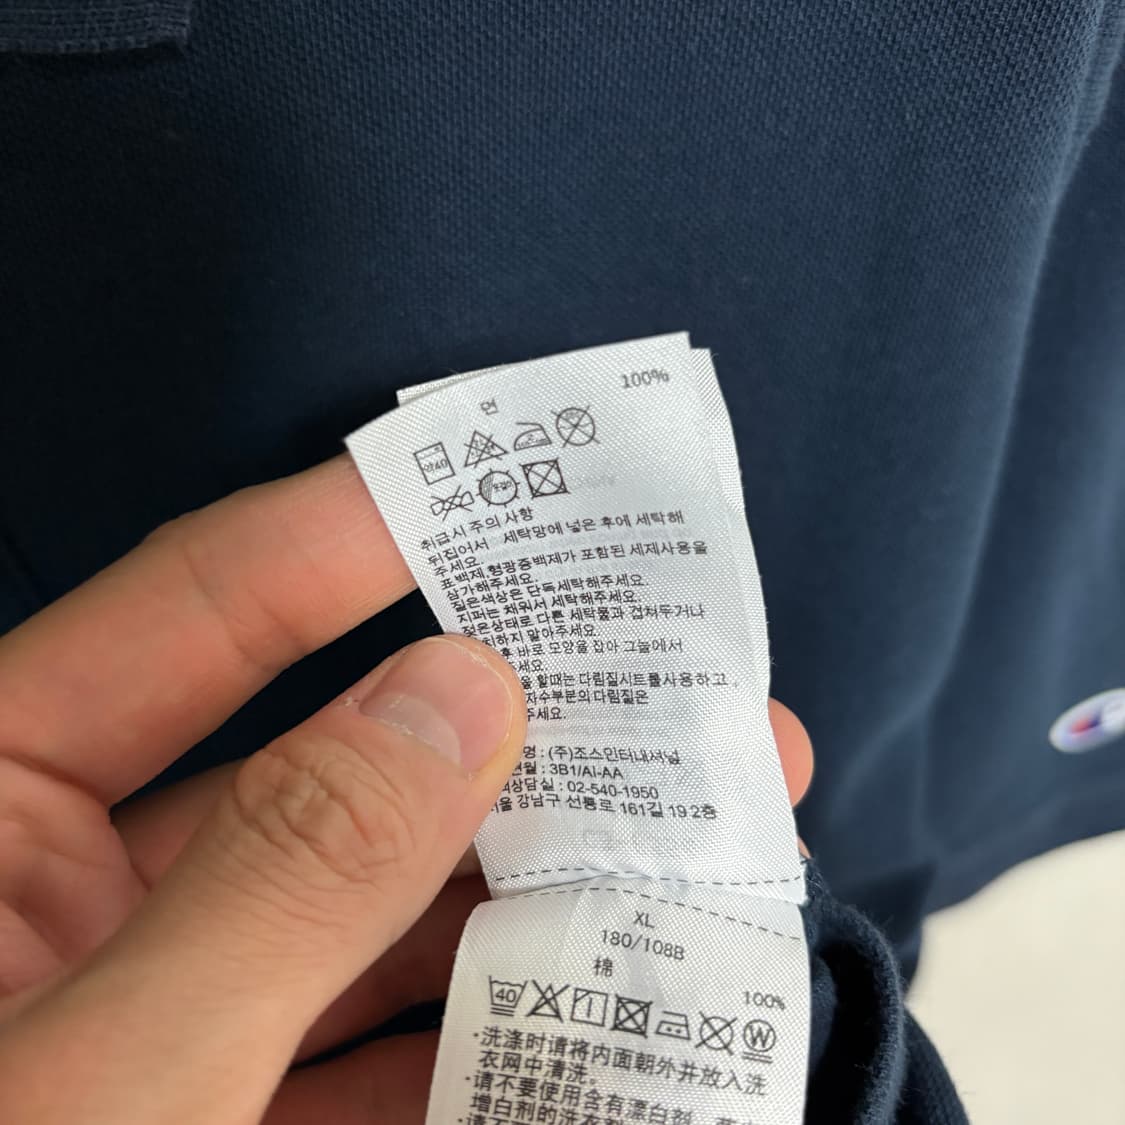 100%
면
약40
취급시 주의 사항
뒤집어서 세탁망에 넣은 후에 세탁해
주세요.
표백제,형광증백제가 포함된 세제사용을
삼가해주세요.
짙은색상은 단독세탁해주세요.
지퍼는 채워서 세탁해주세요.
젖은상태로 다른 세탁물과 겹쳐두거나
치하지 말아주세요.
후 바로 모양을 잡아 그늘에서
세요.
을 할때는 다림질시트를사용하고,
자수부분의 다림질은
주세요.
명 : (주)조스인터내셔널
연월 : 3B1/AI-AA
상담실 : 02-540-1950
서울 강남구 선릉로 161길 19 2층
XL
180/108B
棉
100%
40
W
·洗涤时请将内面朝外并放入洗
衣网中清洗。
·请不要使用含有漂白剂、
增白剂的洗衣